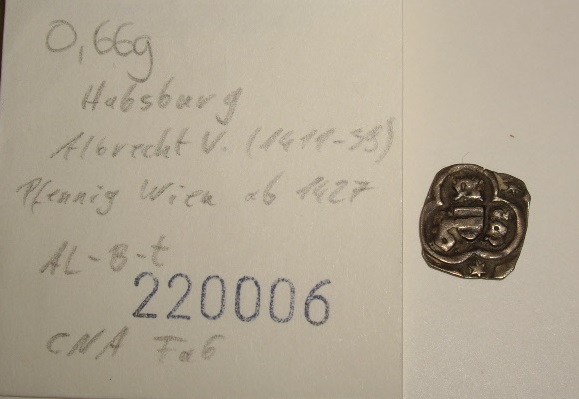 0,66g
Habsburg
Albrecht V. (1411-39)
Pfennig Wien ab 1427
AL-B-t
220006
CNA Fa6